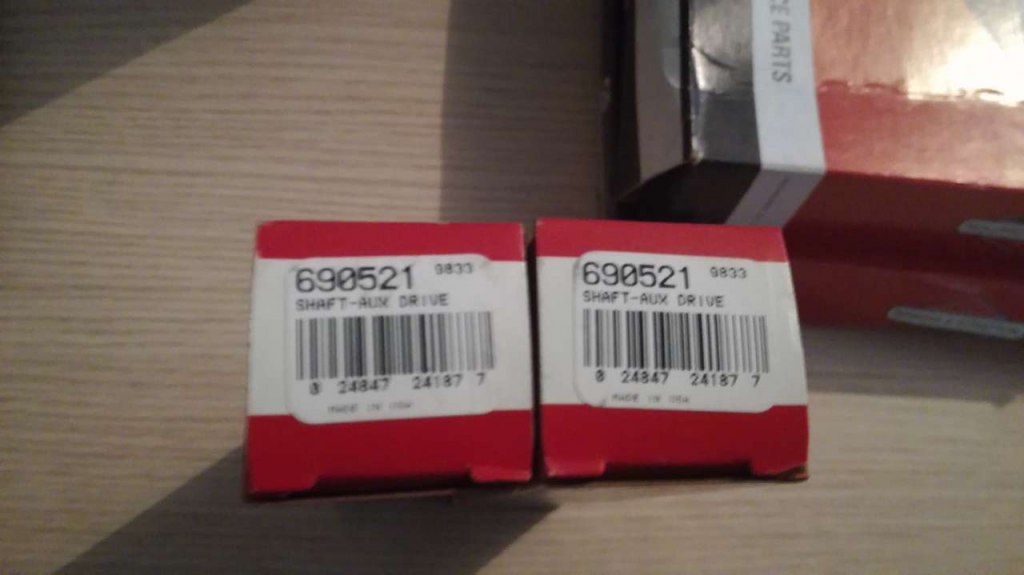 CE PARTS
690521 9833
SHAFT-AUX DRIVE
0 24847 24187 7
MADE IN USA
690521 9833
SHAFT-AUX DRIVE
0 24847 24187 7
MADE IN USA